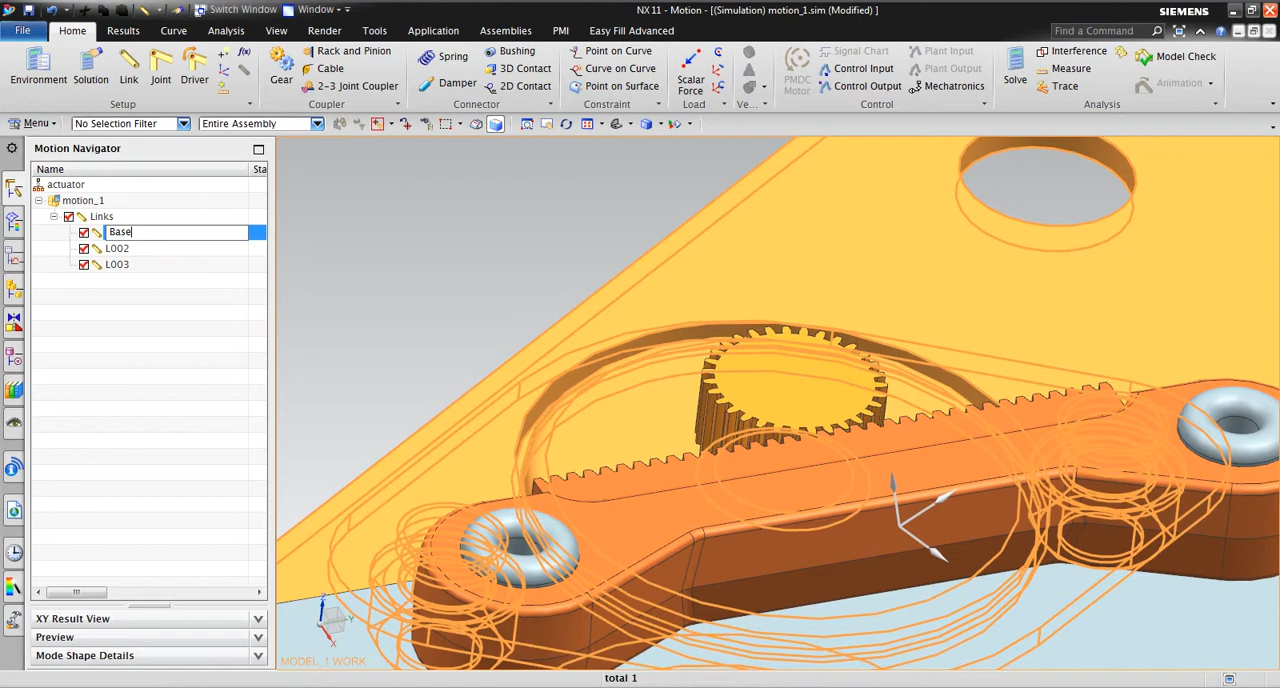 Switch Window Window
NX 11 - Motion - [(Simulation) motion_1.sim (Modified) ]
SIEMENS
File Home Results Curve Analysis View Render Tools Application Assemblies PMI Easy Fill Advanced
Find a Command
Environment Solution Link Joint Driver
f(x)
Setup
Gear
Rack and Pinion
Cable
2-3 Joint Coupler
Coupler
Spring
Damper
Bushing
3D Contact
2D Contact
Connector
Point on Curve
Curve on Curve
Point on Surface
Constraint
Scalar
Force
Load
Ve...
PMDC
Motor
Signal Chart
Control Input
Control Output
Plant Input
Plant Output
Mechatronics
Control
Solve
Interference
Measure
Trace
Model Check
Animation
Analysis
Menu No Selection Filter Entire Assembly
Motion Navigator
Name Sta
actuator
motion_1
Links
Base
L002
L003
XY Result View
Preview
Mode Shape Details
Z
Y
X
MODEL_1 WORK
total 1